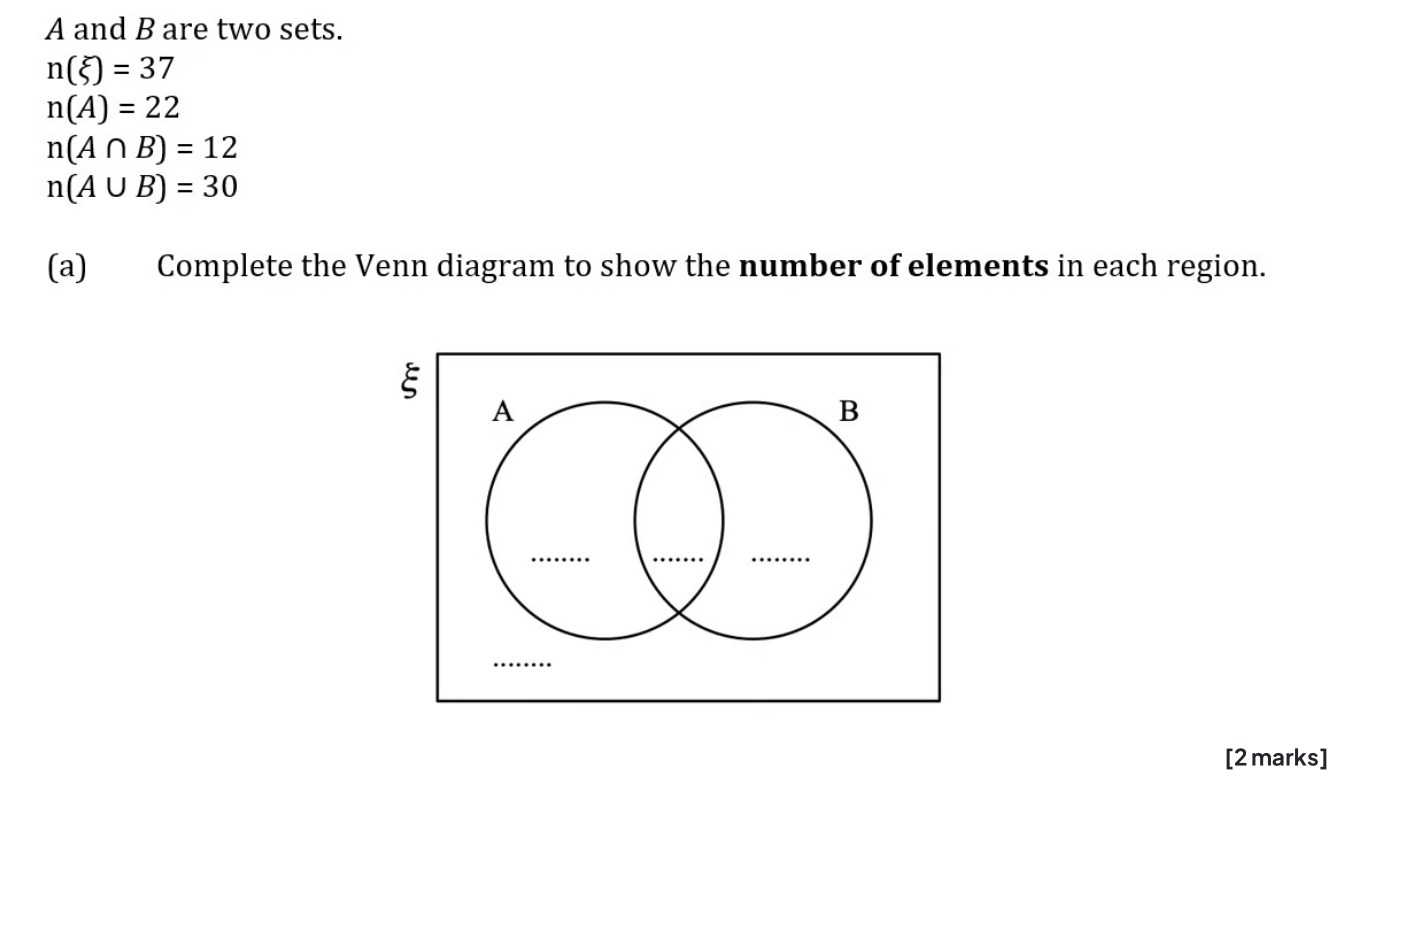 A and B are two sets.
n(ξ) = 37
n(A) = 22
n(A ∩ B) = 12
n(A ∪ B) = 30
(a) Complete the Venn diagram to show the number of elements in each region.
ξ
A B
........ ....... ........
........
[2 marks]